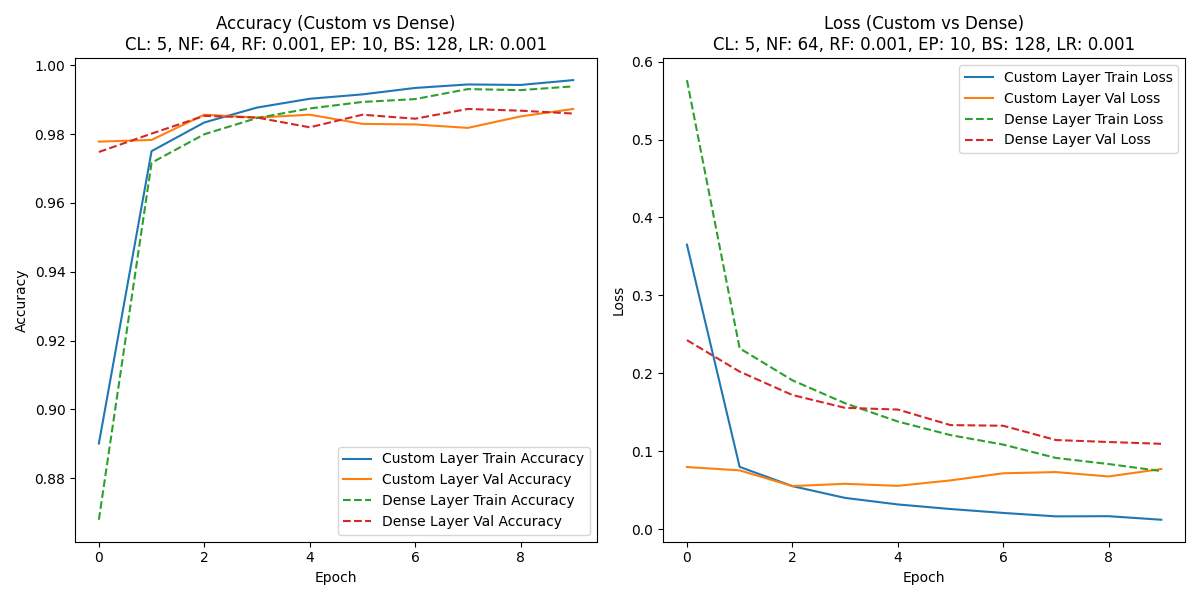 Accuracy (Custom vs Dense)
CL: 5, NF: 64, RF: 0.001, EP: 10, BS: 128, LR: 0.001
1.00
0.98
0.96
0.94
0.92
0.90
0.88
Accuracy
Custom Layer Train Accuracy
Custom Layer Val Accuracy
Dense Layer Train Accuracy
Dense Layer Val Accuracy
0 2 4 6 8
Epoch
Loss (Custom vs Dense)
CL: 5, NF: 64, RF: 0.001, EP: 10, BS: 128, LR: 0.001
0.6
0.5
0.4
0.3
0.2
0.1
0.0
Loss
Custom Layer Train Loss
Custom Layer Val Loss
Dense Layer Train Loss
Dense Layer Val Loss
0 2 4 6 8
Epoch